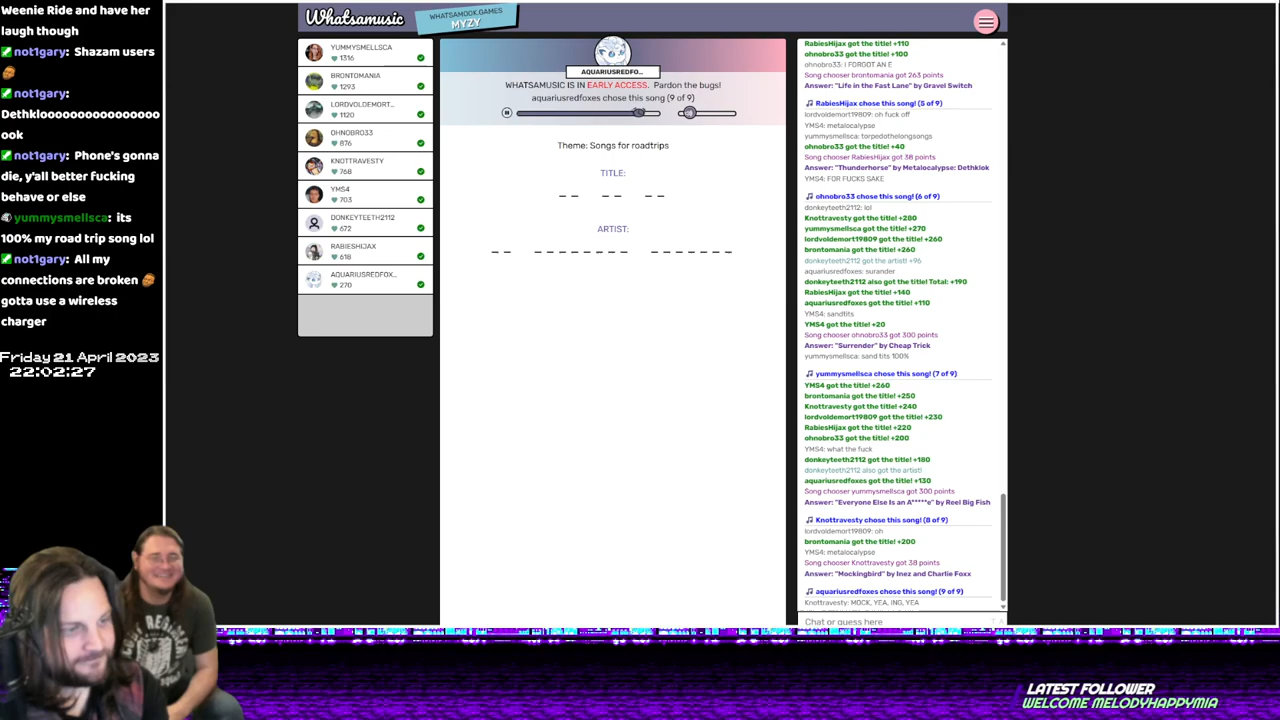 Weenie Ride and have her
laugh though
not1gary: Shazam users
not1gary:
Debbiiieeeeeeeeeeeooo
ook
not1gary: Phone's gonna
die, y'all better fuckin
behave or else
yummysmellsca: its
100% my road trip song lol
not1gary: All my
connections are bad so I
gotta use a wireless
charger
Friday 21 April 23
22:02:27
Whatsamusic
WHATSAMOOK.GAMES
MYZY
YUMMYSMELLSCA
1316
BRONTOMANIA
1293
LORDVOLDEMORT...
1120
OHNOBRO33
876
KNOTTRAVESTY
768
YMS4
703
DONKEYTEETH2112
672
RABIESHIJAX
618
AQUARIUSREDFOX...
270
AQUARIUSREDFO...
WHATSAMUSIC IS IN EARLY ACCESS. Pardon the bugs!
aquariusredfoxes chose this song (9 of 9)
Theme: Songs for roadtrips
TITLE:
__ __ __
ARTIST:
__ _______ _______
RabiesHijax got the title! +110
ohnobro33 got the title! +100
ohnobro33: I FORGOT AN E
Song chooser brontomania got 263 points
Answer: "Life in the Fast Lane" by Gravel Switch
RabiesHijax chose this song! (5 of 9)
lordvoldemort19809: oh fuck off
YMS4: metalocalypse
yummysmellsca: torpedothelongsongs
ohnobro33 got the title! +40
Song chooser RabiesHijax got 38 points
Answer: "Thunderhorse" by Metalocalypse: Dethklok
YMS4: FOR FUCKS SAKE
ohnobro33 chose this song! (6 of 9)
donkeyteeth2112: lol
Knottravesty got the title! +280
yummysmellsca got the title! +270
lordvoldemort19809 got the title! +260
brontomania got the title! +260
donkeyteeth2112 got the artist! +96
aquariusredfoxes: surander
donkeyteeth2112 also got the title! Total: +190
RabiesHijax got the title! +140
aquariusredfoxes got the title! +110
YMS4: sandtits
YMS4 got the title! +20
Song chooser ohnobro33 got 300 points
Answer: "Surrender" by Cheap Trick
yummysmellsca: sand tits 100%
yummysmellsca chose this song! (7 of 9)
YMS4 got the title! +260
brontomania got the title! +250
Knottravesty got the title! +240
lordvoldemort19809 got the title! +230
RabiesHijax got the title! +220
ohnobro33 got the title! +200
YMS4: what the fuck
donkeyteeth2112 got the title! +180
donkeyteeth2112 also got the artist!
aquariusredfoxes got the title! +130
Song chooser yummysmellsca got 300 points
Answer: "Everyone Else Is an A*****e" by Reel Big Fish
Knottravesty chose this song! (8 of 9)
lordvoldemort19809: oh
brontomania got the title! +200
YMS4: metalocalypse
Song chooser Knottravesty got 38 points
Answer: "Mockingbird" by Inez and Charlie Foxx
aquariusredfoxes chose this song! (9 of 9)
Knottravesty: MOCK, YEA, ING, YEA
Chat or guess here
LATEST FOLLOWER
WELCOME MELODYHAPPYMIA